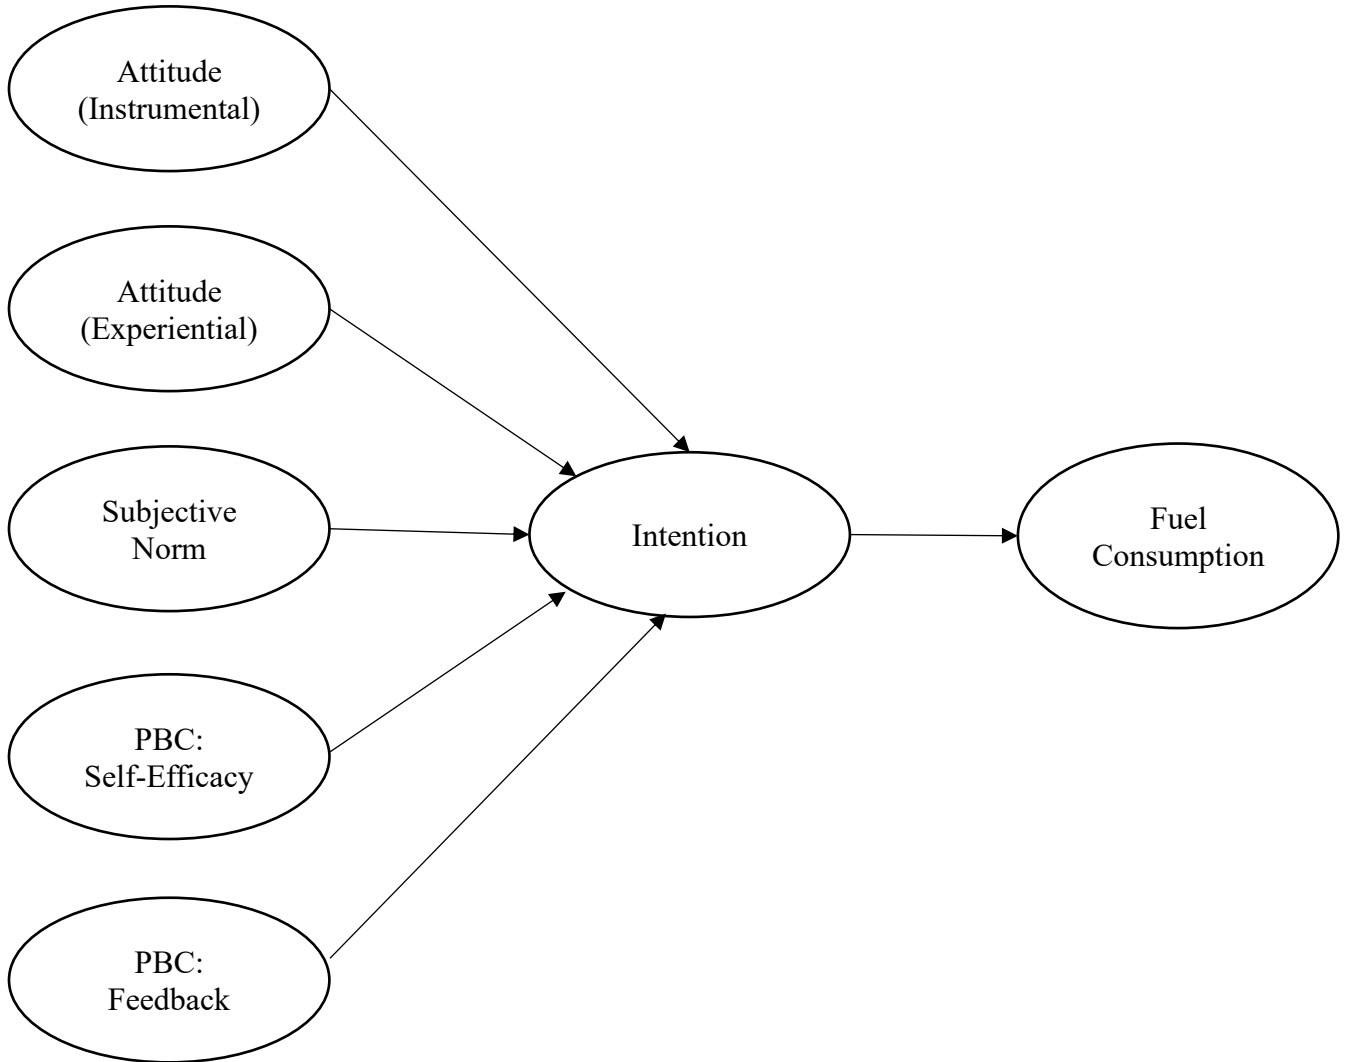 Attitude
(Instrumental)
Attitude
(Experiential)
Subjective
Norm
Intention
Fuel
Consumption
PBC:
Self-Efficacy
PBC:
Feedback